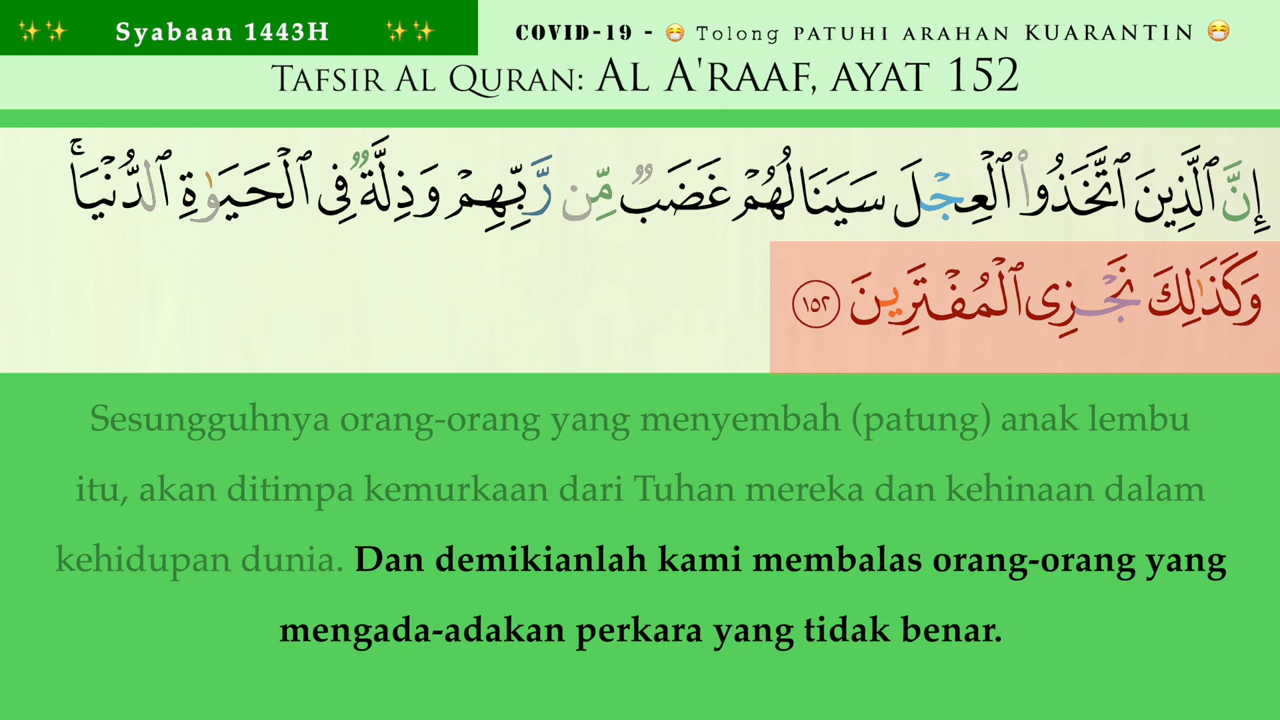 ✨✨ Syabaan 1443H ✨✨
COVID-19 - 😷 Tolong PATUHI ARAHAN KUARANTIN 😷
TAFSIR AL QURAN: AL A'RAAF, AYAT 152
إِنَّ ٱلَّذِينَ ٱتَّخَذُوا۟ ٱلْعِجْلَ سَيَنَالُهُمْ غَضَبٌ مِّن رَّبِّهِمْ وَذِلَّةٌ فِى ٱلْحَيَوٰةِ ٱلدُّنْيَا ۚ
وَكَذَٰلِكَ نَجْزِى ٱلْمُفْتَرِينَ ١٥٢
Sesungguhnya orang-orang yang menyembah (patung) anak lembu
itu, akan ditimpa kemurkaan dari Tuhan mereka dan kehinaan dalam
kehidupan dunia. Dan demikianlah kami membalas orang-orang yang
mengada-adakan perkara yang tidak benar.